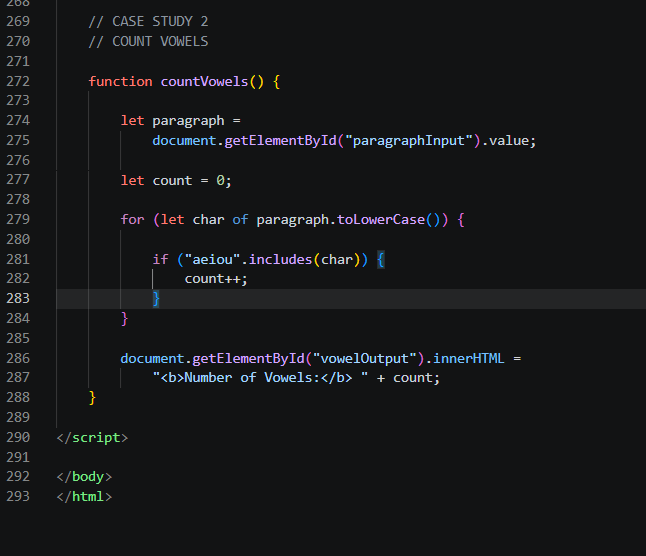 268
269 // CASE STUDY 2
270 // COUNT VOWELS
271
272 function countVowels() {
273
274 let paragraph =
275 document.getElementById("paragraphInput").value;
276
277 let count = 0;
278
279 for (let char of paragraph.toLowerCase()) {
280
281 if ("aeiou".includes(char)) {
282 count++;
283 }
284 }
285
286 document.getElementById("vowelOutput").innerHTML =
287 "<b>Number of Vowels:</b> " + count;
288 }
289
290 </script>
291
292 </body>
293 </html>